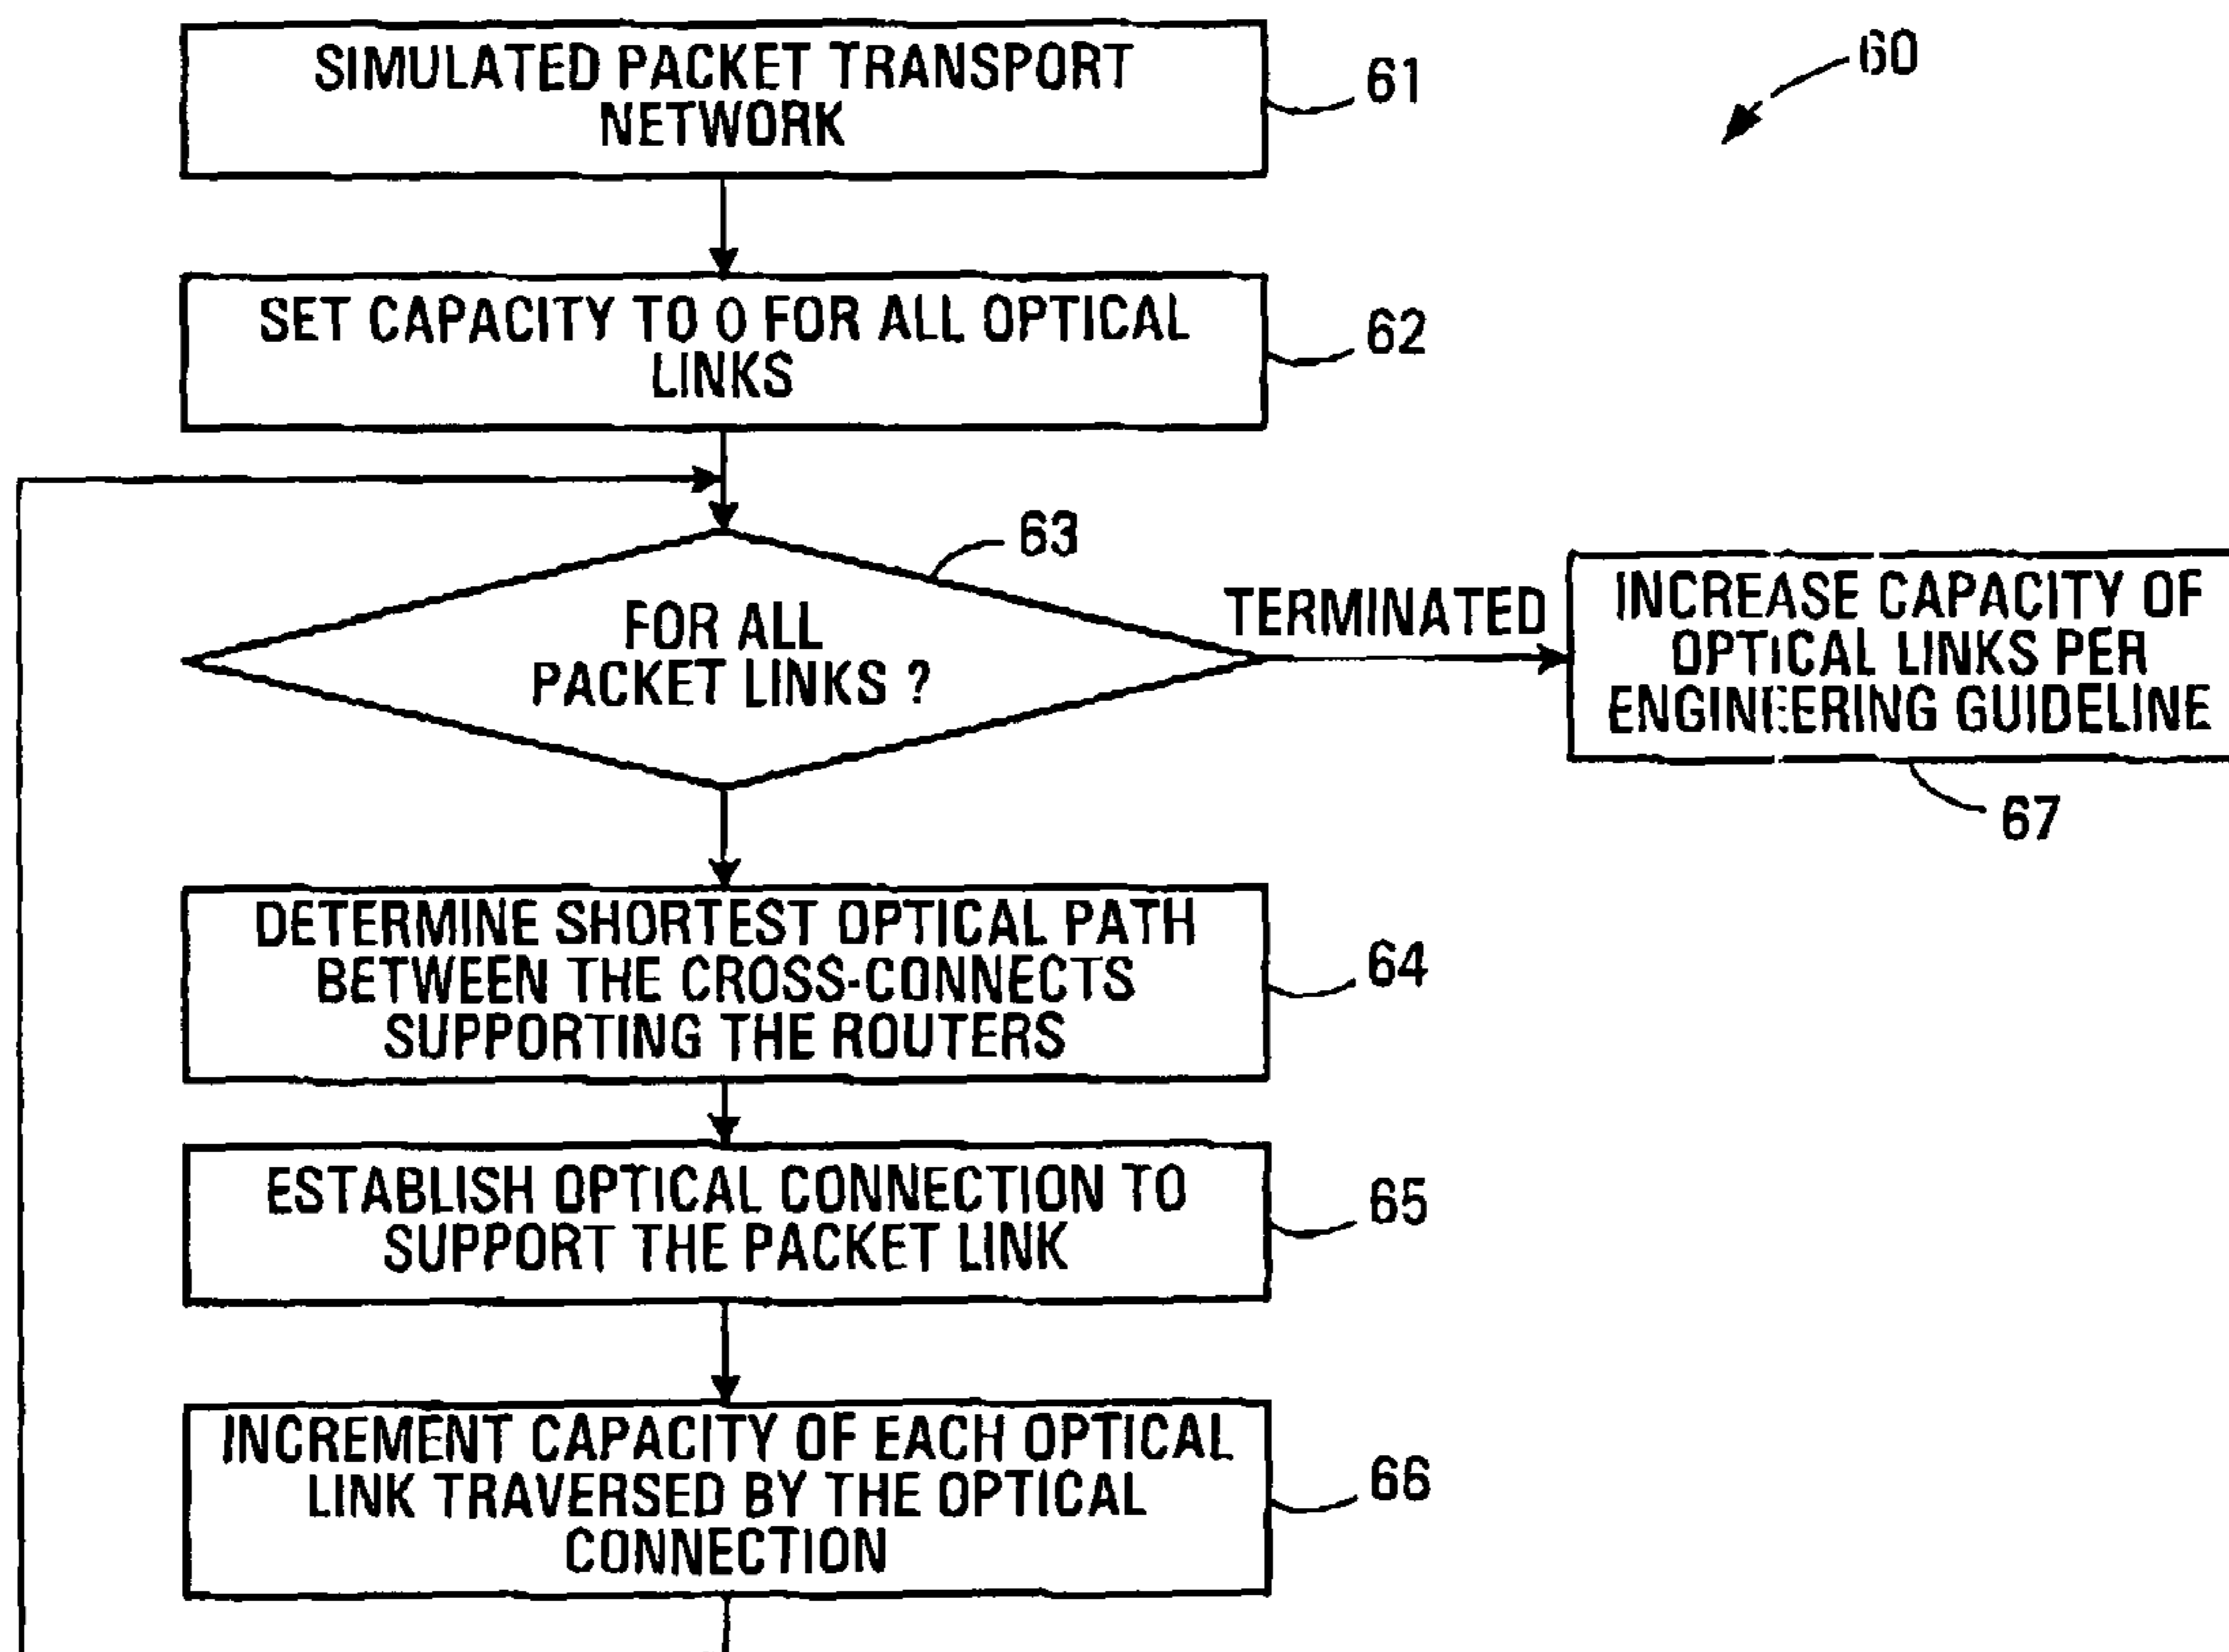 SIMULATED PACKET TRANSPORT
NETWORK
61
60
SET CAPACITY TO 0 FOR ALL OPTICAL
LINKS
62
63
FOR ALL
PACKET LINKS ?
TERMINATED
INCREASE CAPACITY OF
OPTICAL LINKS PER
ENGINEERING GUIDELINE
67
DETERMINE SHORTEST OPTICAL PATH
BETWEEN THE CROSS-CONNECTS
SUPPORTING THE ROUTERS
64
ESTABLISH OPTICAL CONNECTION TO
SUPPORT THE PACKET LINK
65
INCREMENT CAPACITY OF EACH OPTICAL
LINK TRAVERSED BY THE OPTICAL
CONNECTION
66